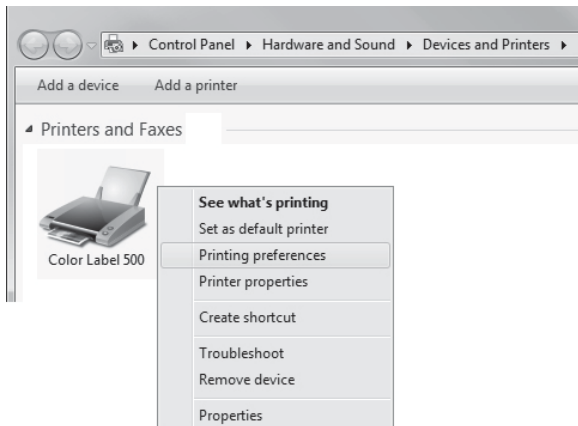 Control Panel ▸ Hardware and Sound ▸ Devices and Printers ▸
Add a device Add a printer
Printers and Faxes
Color Label 500
See what's printing
Set as default printer
Printing preferences
Printer properties
Create shortcut
Troubleshoot
Remove device
Properties